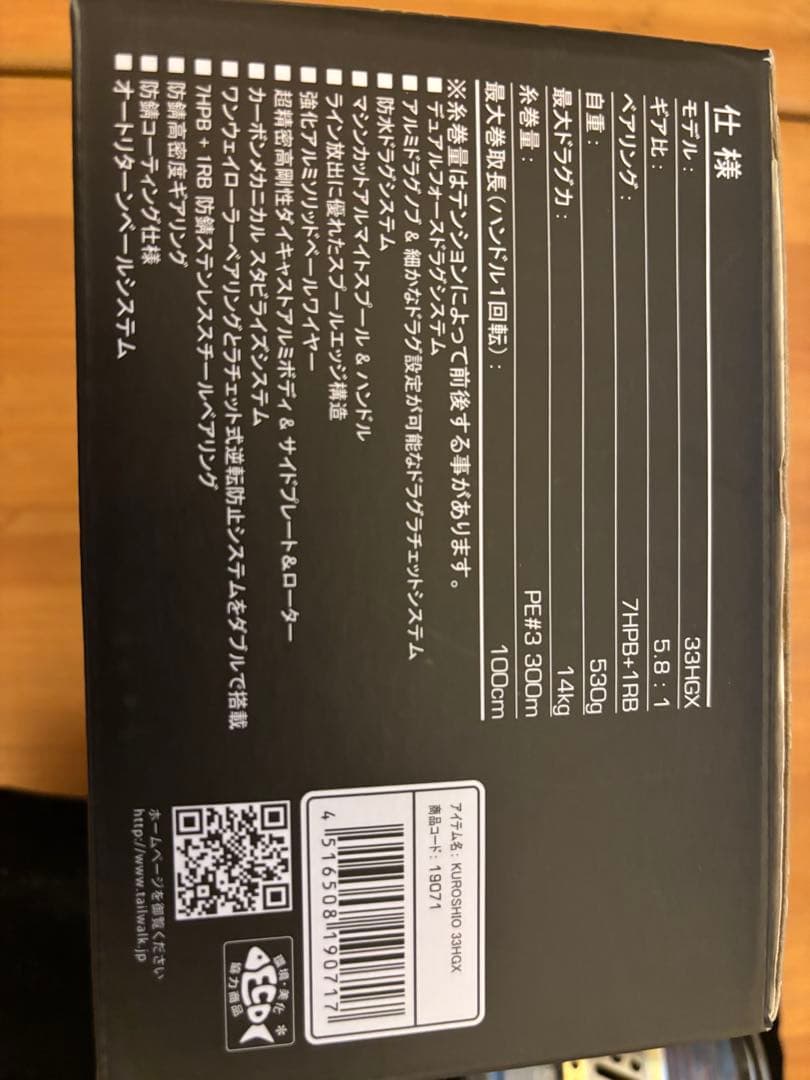 仕様
モデル: 33HGX
ギア比: 5.8:1
ベアリング: 7HPB+1RB
自重: 530g
最大ドラグ力: 14kg
糸巻量: PE#3 300m
最大巻取長(ハンドル1回転): 100cm
※糸巻量はテンションによって前後する事があります。
■デュアルフォースドラグシステム
■アルミドラグノブ & 細かなドラグ設定が可能なドラグラチェットシステム
■防水ドラグシステム
■マシンカットアルマイトスプール & ハンドル
■ライン放出に優れたスプールエッジ構造
■強化アルミソリッドベールワイヤー
■超精密高剛性ダイキャストアルミボディ & サイドプレート&ローター
■カーボンメカニカル スタビライズシステム
■ワンウェイローラーベアリングとラチェット式逆転防止システムをダブルで搭載
■7HPB + 1RB 防錆ステンレススチールベアリング
■防錆高密度ギアリング
■防錆コーティング仕様
■オートリターンベールシステム
アイテム名: KUROSHIO 33HGX
商品コード: 19071
4 516508 190717
ホームページを御覧ください
http://www.tailwalk.jp
環境・美化
ECO
協力商品